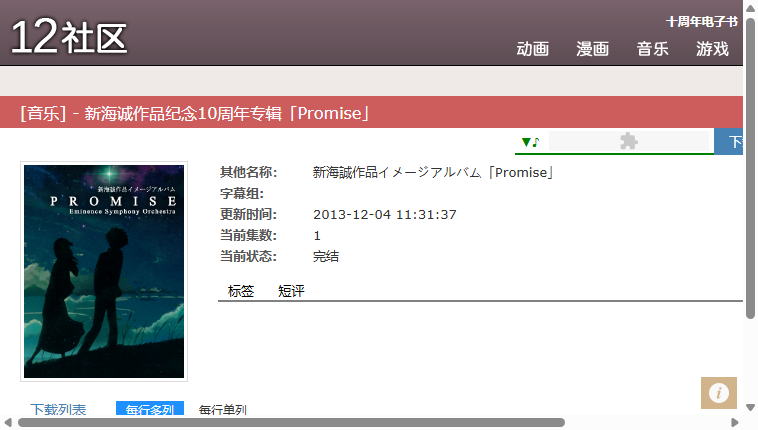 12社区
十周年电子书
动画 漫画 音乐 游戏
[音乐] - 新海诚作品纪念10周年专辑「Promise」
▼♪
其他名称: 新海誠作品イメージアルバム「Promise」
字幕组:
更新时间: 2013-12-04 11:31:37
当前集数: 1
当前状态: 完结
新海誠作品イメージアルバム
PROMISE
Eminence Symphony Orchestra
标签 短评
下载列表 每行多列 每行单列